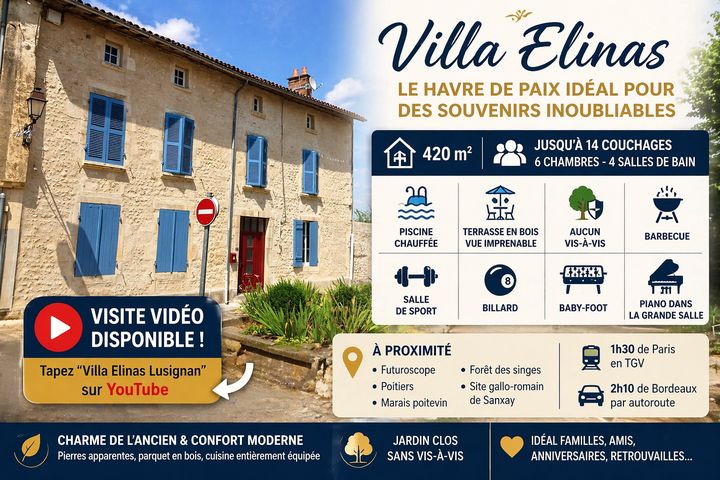 Villa Elinas
LE HAVRE DE PAIX IDÉAL POUR
DES SOUVENIRS INOUBLIABLES
420 m²
JUSQU'À 14 COUCHAGES
6 CHAMBRES - 4 SALLES DE BAIN
PISCINE
CHAUFFÉE
TERRASSE EN BOIS
VUE IMPRENABLE
AUCUN
VIS-À-VIS
BARBECUE
SALLE
DE SPORT
8
BILLARD
BABY-FOOT
PIANO DANS
LA GRANDE SALLE
VISITE VIDÉO
DISPONIBLE !
Tapez "Villa Elinas Lusignan"
sur YouTube
À PROXIMITÉ
• Futuroscope
• Poitiers
• Marais poitevin
• Forêt des singes
• Site gallo-romain
de Sanxay
1h30 de Paris
en TGV
2h10 de Bordeaux
par autoroute
CHARME DE L'ANCIEN & CONFORT MODERNE
Pierres apparentes, parquet en bois, cuisine entièrement équipée
JARDIN CLOS
SANS VIS-À-VIS
IDÉAL FAMILLES, AMIS,
ANNIVERSAIRES, RETROUVAILLES...